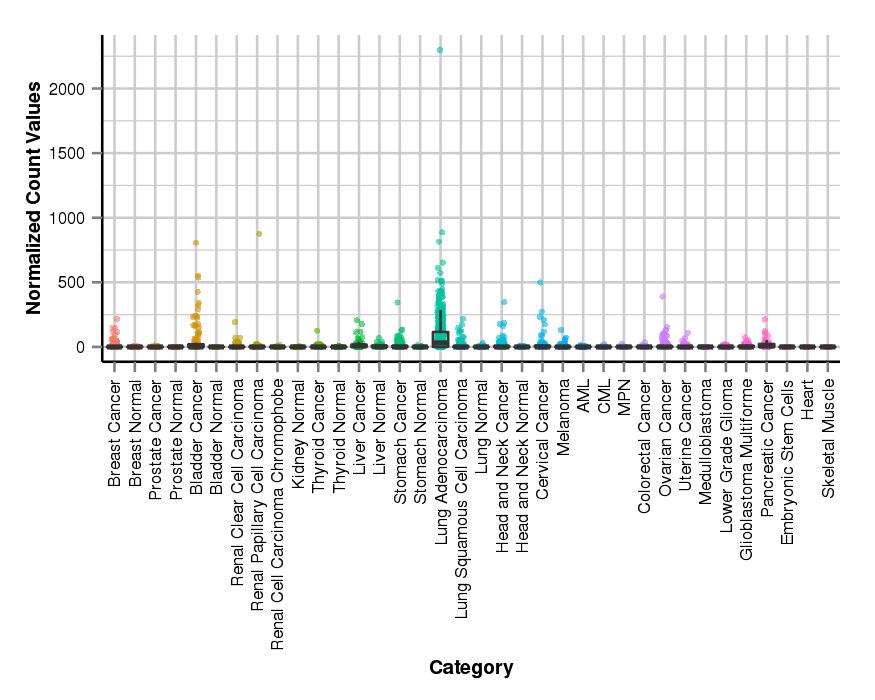 Normalized Count Values
2000
1500
1000
500
0
Breast Cancer
Breast Normal
Prostate Cancer
Prostate Normal
Bladder Cancer
Bladder Normal
Renal Clear Cell Carcinoma
Renal Papillary Cell Carcinoma
Renal Cell Carcinoma Chromophobe
Kidney Normal
Thyroid Cancer
Thyroid Normal
Liver Cancer
Liver Normal
Stomach Cancer
Stomach Normal
Lung Adenocarcinoma
Lung Squamous Cell Carcinoma
Lung Normal
Head and Neck Cancer
Head and Neck Normal
Cervical Cancer
Melanoma
AML
CML
MPN
Colorectal Cancer
Ovarian Cancer
Uterine Cancer
Medulloblastoma
Lower Grade Glioma
Glioblastoma Multiforme
Pancreatic Cancer
Embryonic Stem Cells
Heart
Skeletal Muscle
Category